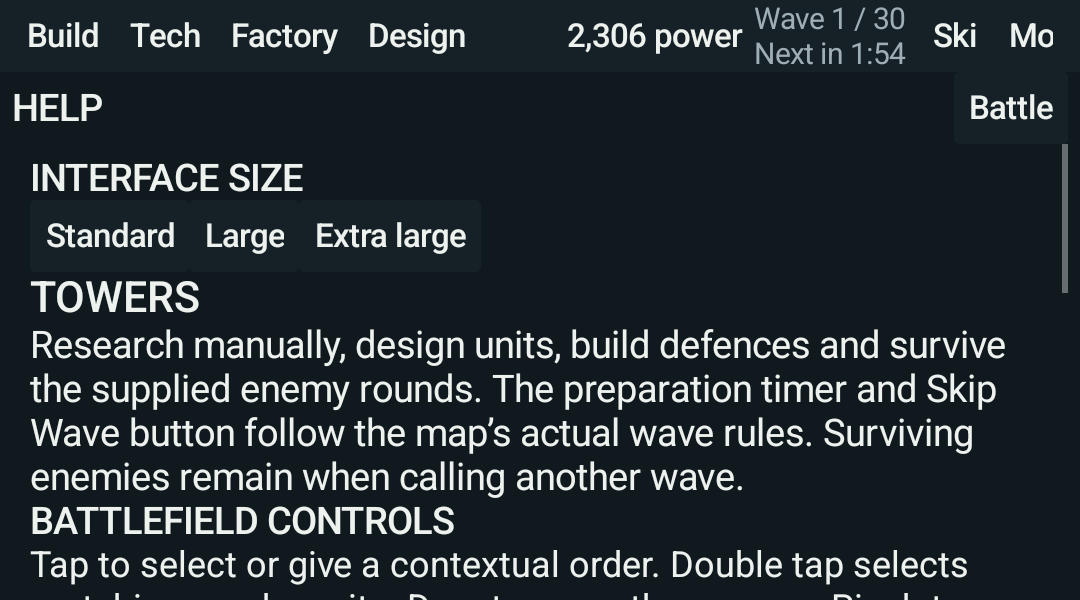 Build Tech Factory Design 2,306 power Wave 1 / 30 Ski Mo
Next in 1:54
HELP Battle
INTERFACE SIZE
Standard Large Extra large
TOWERS
Research manually, design units, build defences and survive
the supplied enemy rounds. The preparation timer and Skip
Wave button follow the map’s actual wave rules. Surviving
enemies remain when calling another wave.
BATTLEFIELD CONTROLS
Tap to select or give a contextual order. Double tap selects